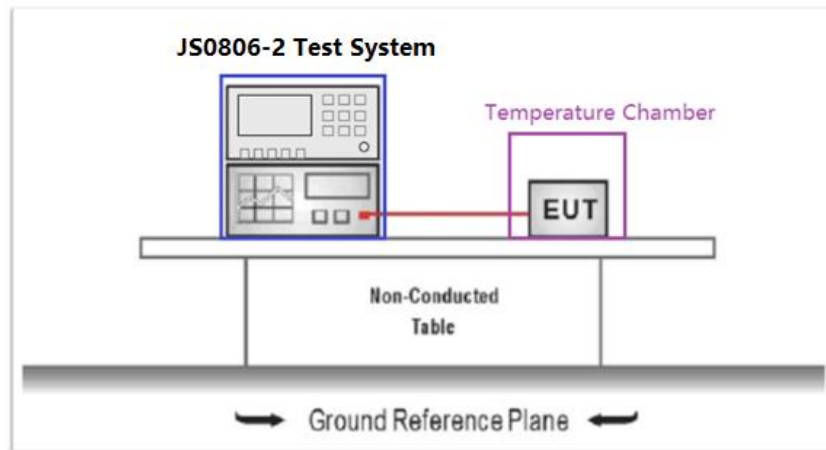 JS0806-2 Test System
Temperature Chamber
EUT
Non-Conducted
Table
Ground Reference Plane